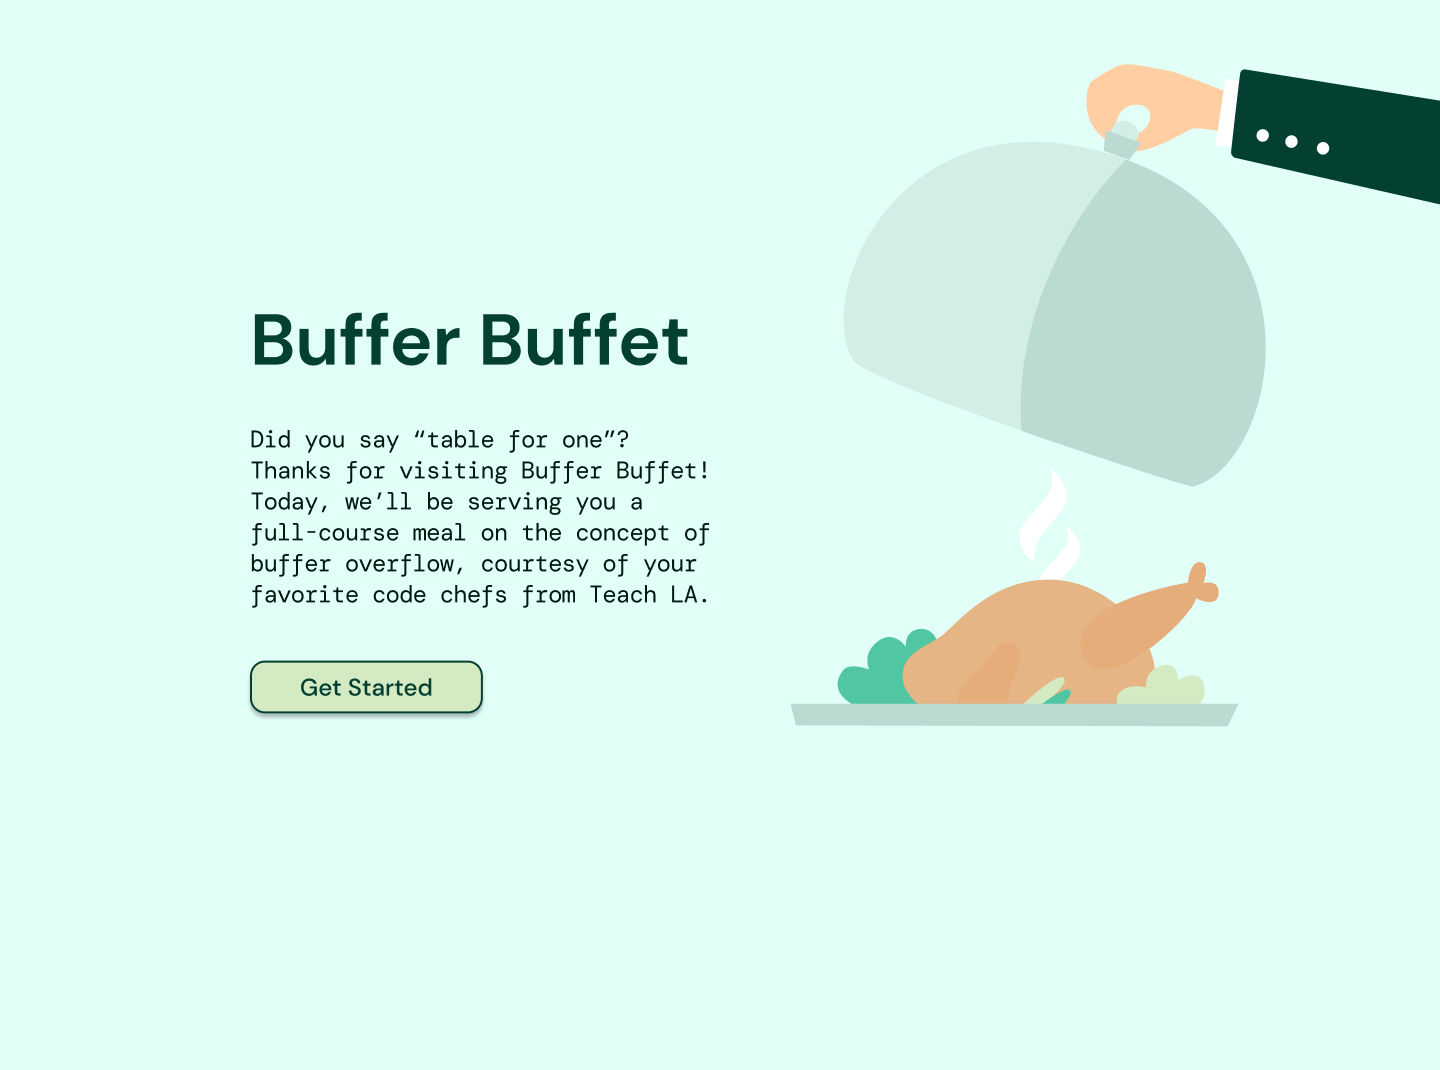 Buffer Buffet
Did you say “table for one”?
Thanks for visiting Buffer Buffet!
Today, we’ll be serving you a
full-course meal on the concept of
buffer overflow, courtesy of your
favorite code chefs from Teach LA.
Get Started